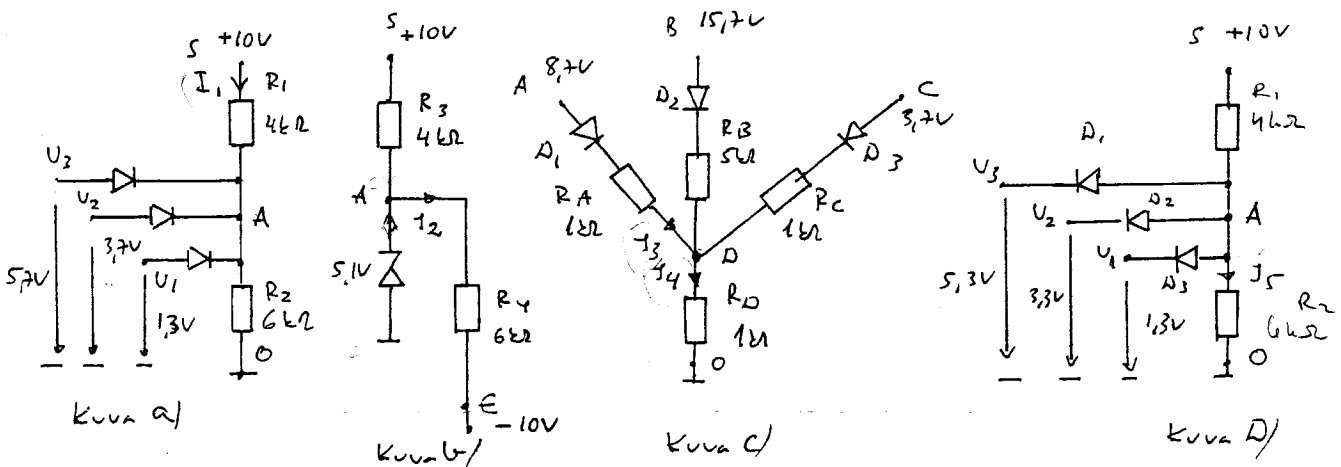 S +10V
I₁
R₁
4kΩ
U₃
U₂
A
5,7V
3,7V
U₁
1,3V
R₂
6kΩ
0
Kuva a/
S +10V
R₃
4kΩ
A
I₂
5,1V
R₄
6kΩ
E -10V
Kuva b/
B 15,7V
A 8,7V
C 3,7V
D₂
D₁
D₃
RB
5kΩ
RA
1kΩ
RC
1kΩ
I₃
D
I₄
RD
1kΩ
0
Kuva C/
S +10V
R₁
4kΩ
D₁
U₃
D₂
U₂
A
U₁
D₃
I₅
5,3V
3,3V
1,3V
R₂
6kΩ
0
Kuva D/